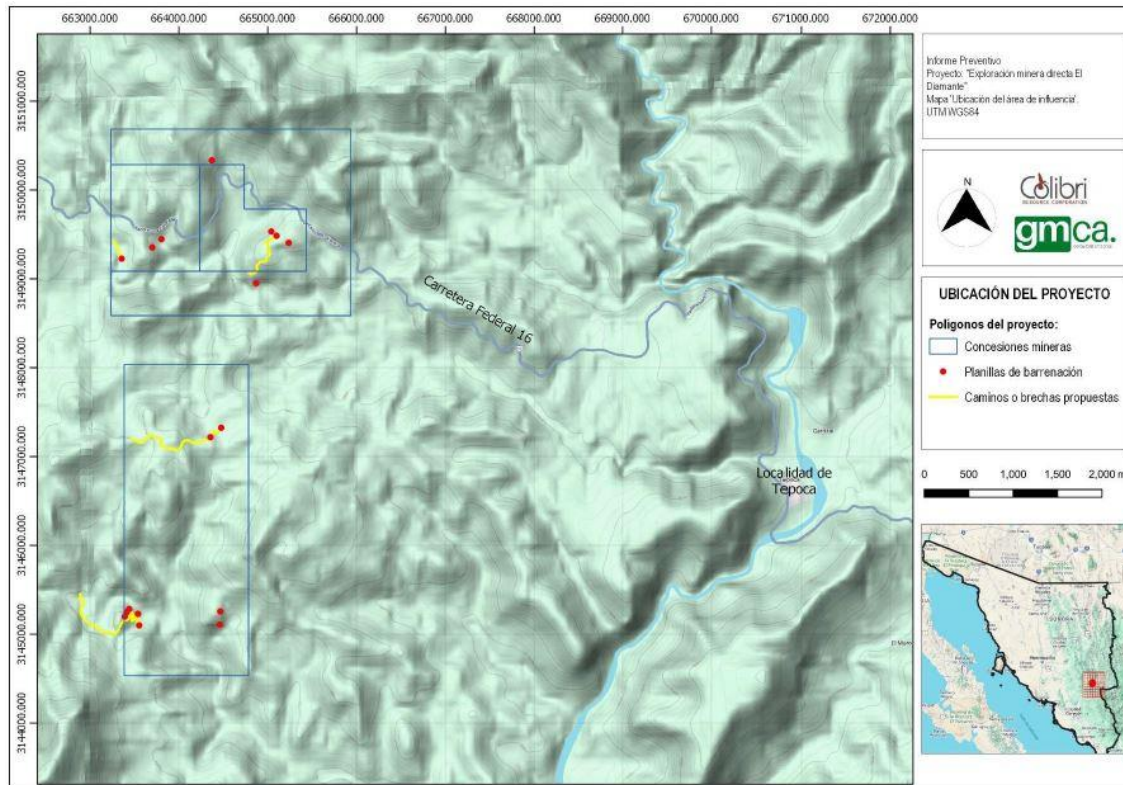 663000.000 664000.000 665000.000 666000.000 667000.000 668000.000 669000.000 670000.000 671000.000 672000.000
3151000.000
3150000.000
3149000.000
3148000.000
3147000.000
3146000.000
3145000.000
3144000.000
Carretera Federal 16
Localidad de
Tepoca
Informe Preventivo
Proyecto: "Exploración minera directa El
Diamante"
Mapa 'Ubicación del área de influencia'.
UTM WGS84
N
Colibri
RESOURCE CORPORATION
gmca.
UBICACIÓN DEL PROYECTO
Poligonos del proyecto:
Concesiones mineras
Planillas de barrenación
Caminos o brechas propuestas
0 500 1,000 1,500 2,000 m
SONORA
Hermosillo